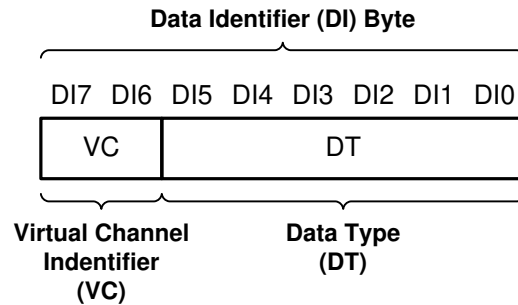 Data Identifier (DI) Byte
DI7 DI6 DI5 DI4 DI3 DI2 DI1 DI0
VC DT
Virtual Channel
Indentifier
(VC)
Data Type
(DT)